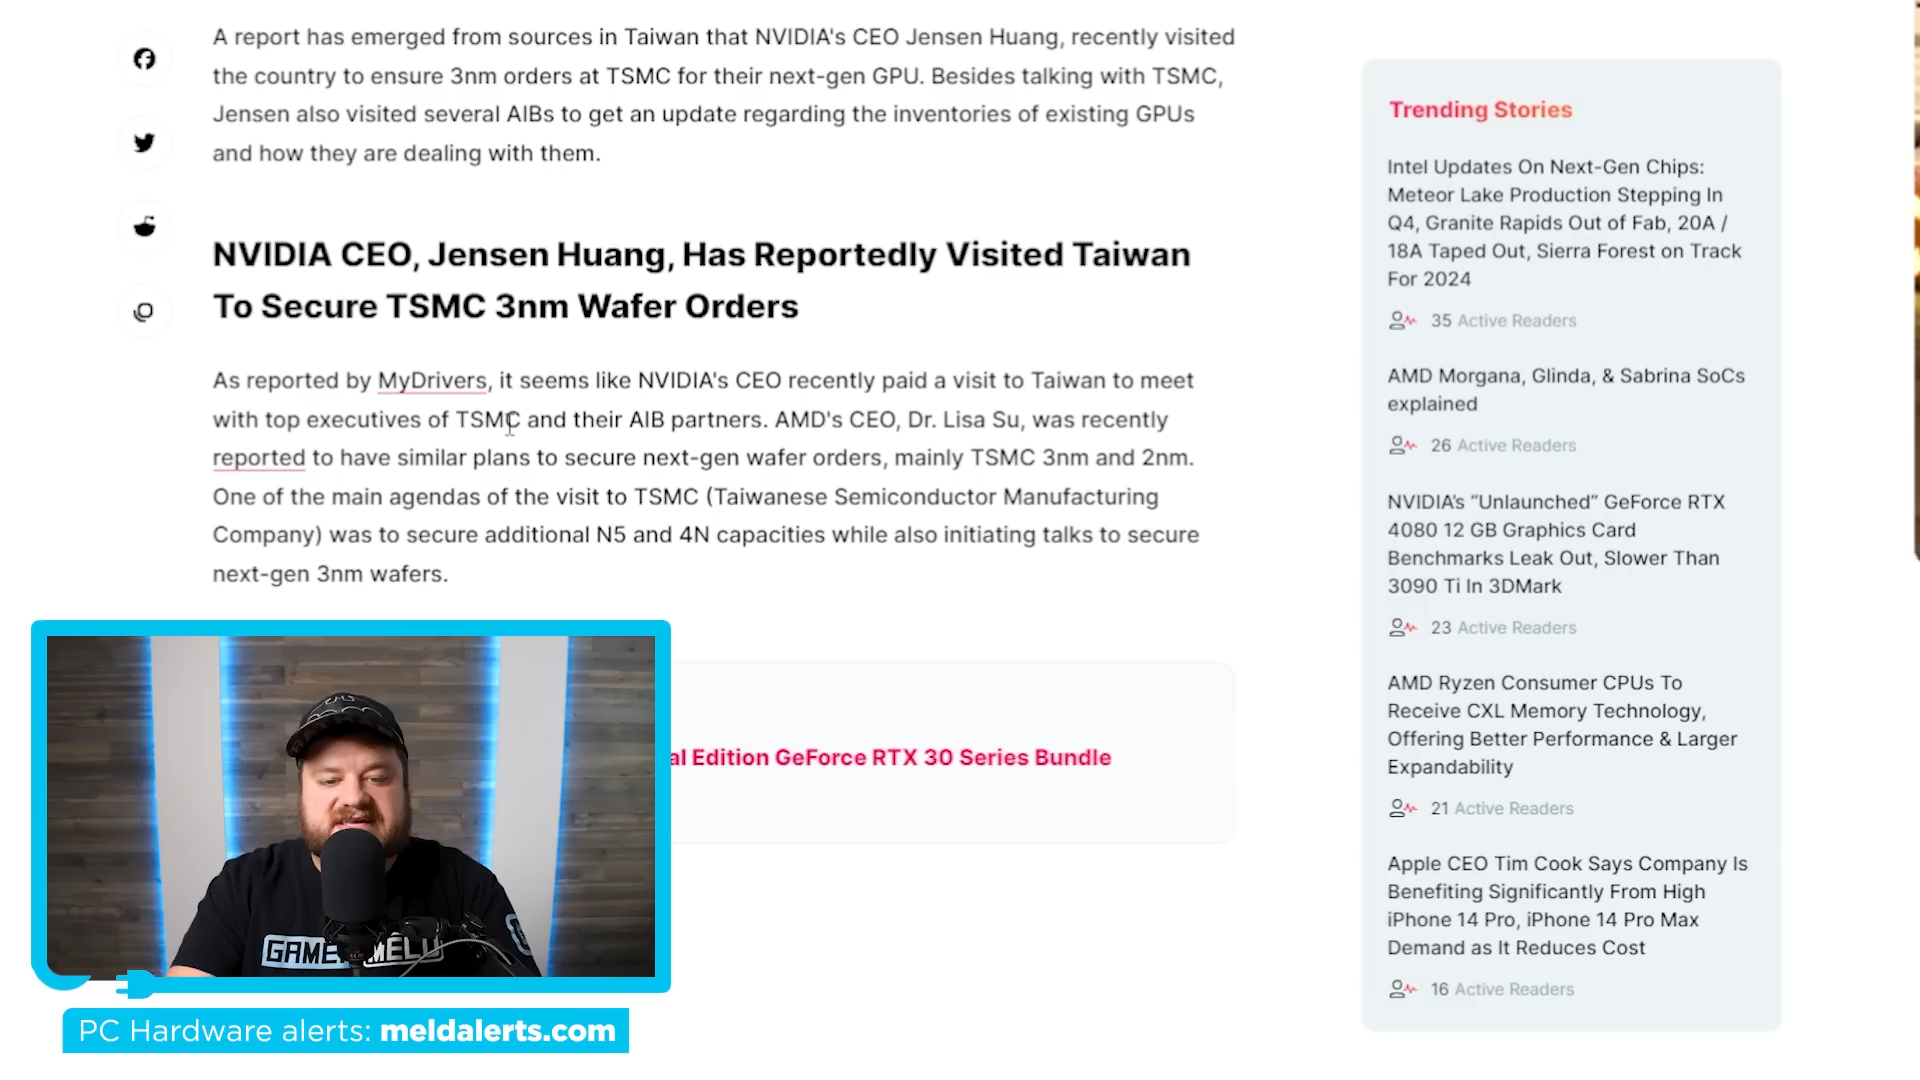 A report has emerged from sources in Taiwan that NVIDIA's CEO Jensen Huang, recently visited
the country to ensure 3nm orders at TSMC for their next-gen GPU. Besides talking with TSMC,
Jensen also visited several AIBs to get an update regarding the inventories of existing GPUs
and how they are dealing with them.
NVIDIA CEO, Jensen Huang, Has Reportedly Visited Taiwan
To Secure TSMC 3nm Wafer Orders
As reported by MyDrivers, it seems like NVIDIA's CEO recently paid a visit to Taiwan to meet
with top executives of TSMC and their AIB partners. AMD's CEO, Dr. Lisa Su, was recently
reported to have similar plans to secure next-gen wafer orders, mainly TSMC 3nm and 2nm.
One of the main agendas of the visit to TSMC (Taiwanese Semiconductor Manufacturing
Company) was to secure additional N5 and 4N capacities while also initiating talks to secure
next-gen 3nm wafers.
al Edition GeForce RTX 30 Series Bundle
GAME MELD
PC Hardware alerts: meldalerts.com
Trending Stories
Intel Updates On Next-Gen Chips:
Meteor Lake Production Stepping In
Q4, Granite Rapids Out of Fab, 20A /
18A Taped Out, Sierra Forest on Track
For 2024
35 Active Readers
AMD Morgana, Glinda, & Sabrina SoCs
explained
26 Active Readers
NVIDIA’s “Unlaunched” GeForce RTX
4080 12 GB Graphics Card
Benchmarks Leak Out, Slower Than
3090 Ti In 3DMark
23 Active Readers
AMD Ryzen Consumer CPUs To
Receive CXL Memory Technology,
Offering Better Performance & Larger
Expandability
21 Active Readers
Apple CEO Tim Cook Says Company Is
Benefiting Significantly From High
iPhone 14 Pro, iPhone 14 Pro Max
Demand as It Reduces Cost
16 Active Readers